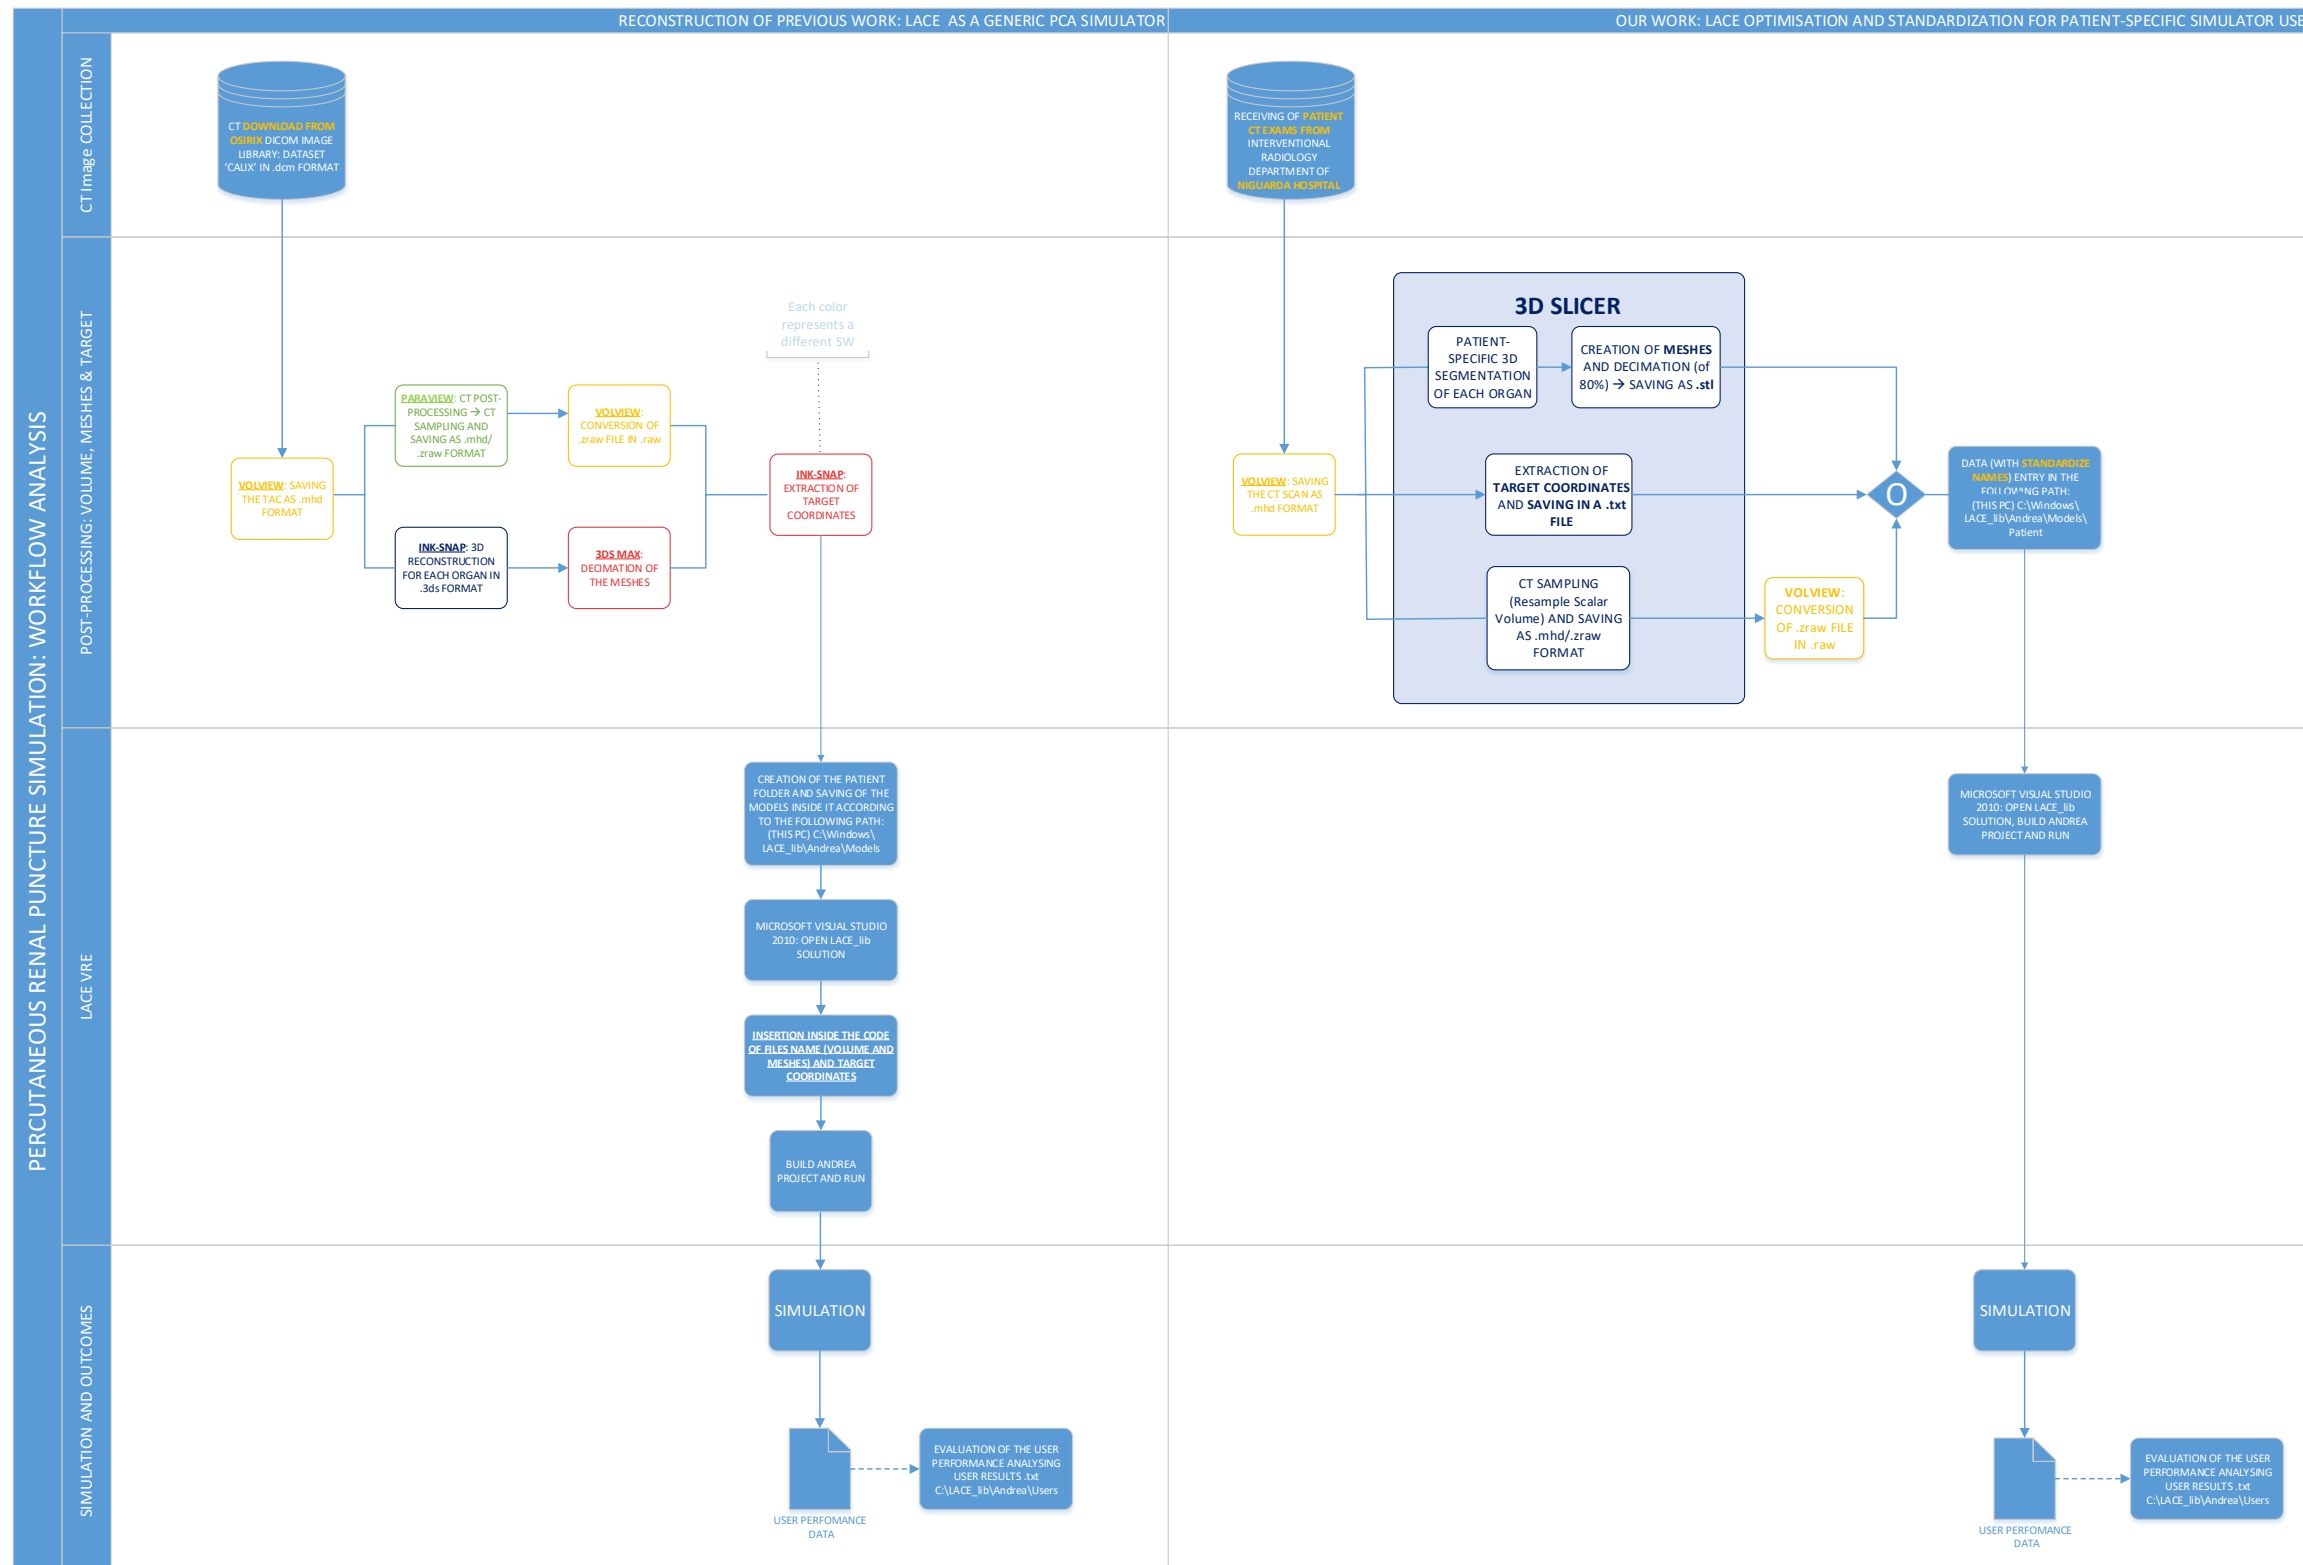 PERCUTANEOUS RENAL PUNCTURE SIMULATION: WORKFLOW ANALYSIS
RECONSTRUCTION OF PREVIOUS WORK: LACE AS A GENERIC PCA SIMULATOR
OUR WORK: LACE OPTIMISATION AND STANDARDIZATION FOR PATIENT-SPECIFIC SIMULATOR USE
CT Image COLLECTION
CT DOWNLOAD FROM
OSIRIX DICOM IMAGE
LIBRARY: DATASET
'CALIX' IN .dcm FORMAT
RECEIVING OF PATIENT
CT EXAMS FROM
INTERVENTIONAL
RADIOLOGY
DEPARTMENT OF
NIGUARDA HOSPITAL
POST-PROCESSING: VOLUME, MESHES & TARGET
VOLVIEW: SAVING
THE TAC AS .mhd
FORMAT
PARAVIEW: CT POST-
PROCESSING → CT
SAMPLING AND
SAVING AS .mhd/
.zraw FORMAT
VOLVIEW:
CONVERSION OF
.zraw FILE IN .raw
INK-SNAP: 3D
RECONSTRUCTION
FOR EACH ORGAN IN
.3ds FORMAT
3DS MAX:
DECIMATION OF
THE MESHES
Each color
represents a
different SW
INK-SNAP:
EXTRACTION OF
TARGET
COORDINATES
VOLVIEW: SAVING
THE CT SCAN AS
.mhd FORMAT
3D SLICER
PATIENT-
SPECIFIC 3D
SEGMENTATION
OF EACH ORGAN
CREATION OF MESHES
AND DECIMATION (of
80%) → SAVING AS .stl
EXTRACTION OF
TARGET COORDINATES
AND SAVING IN A .txt
FILE
CT SAMPLING
(Resample Scalar
Volume) AND SAVING
AS .mhd/.zraw
FORMAT
VOLVIEW:
CONVERSION
OF .zraw FILE
IN .raw
O
DATA (WITH STANDARDIZE
NAMES) ENTRY IN THE
FOLLOWING PATH:
(THIS PC) C:\Windows\
LACE_lib\Andrea\Models\
Patient
LACE VRE
CREATION OF THE PATIENT
FOLDER AND SAVING OF THE
MODELS INSIDE IT ACCORDING
TO THE FOLLOWING PATH:
(THIS PC) C:\Windows\
LACE_lib\Andrea\Models
MICROSOFT VISUAL STUDIO
2010: OPEN LACE_lib
SOLUTION
INSERTION INSIDE THE CODE
OF FILES NAME (VOLUME AND
MESHES) AND TARGET
COORDINATES
BUILD ANDREA
PROJECT AND RUN
MICROSOFT VISUAL STUDIO
2010: OPEN LACE_lib
SOLUTION, BUILD ANDREA
PROJECT AND RUN
SIMULATION AND OUTCOMES
SIMULATION
USER PERFOMANCE
DATA
EVALUATION OF THE USER
PERFORMANCE ANALYSING
USER RESULTS .txt
C:\LACE_lib\Andrea\Users
SIMULATION
USER PERFOMANCE
DATA
EVALUATION OF THE USER
PERFORMANCE ANALYSING
USER RESULTS .txt
C:\LACE_lib\Andrea\Users